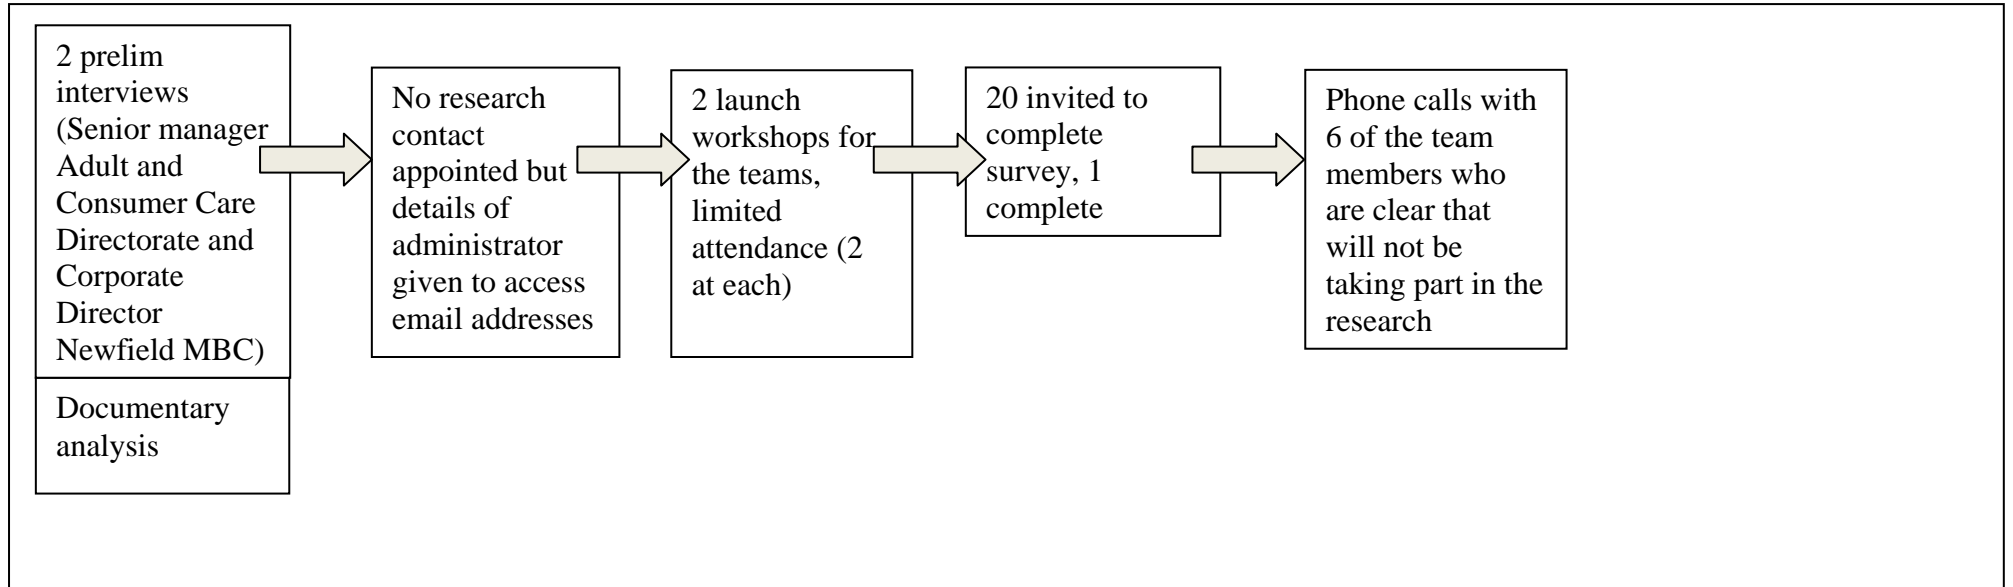 2 prelim
interviews
(Senior manager
Adult and
Consumer Care
Directorate and
Corporate
Director
Newfield MBC)
Documentary
analysis
No research
contact
appointed but
details of
administrator
given to access
email addresses
2 launch
workshops for
the teams,
limited
attendance (2
at each)
20 invited to
complete
survey, 1
complete
Phone calls with
6 of the team
members who
are clear that
will not be
taking part in the
research